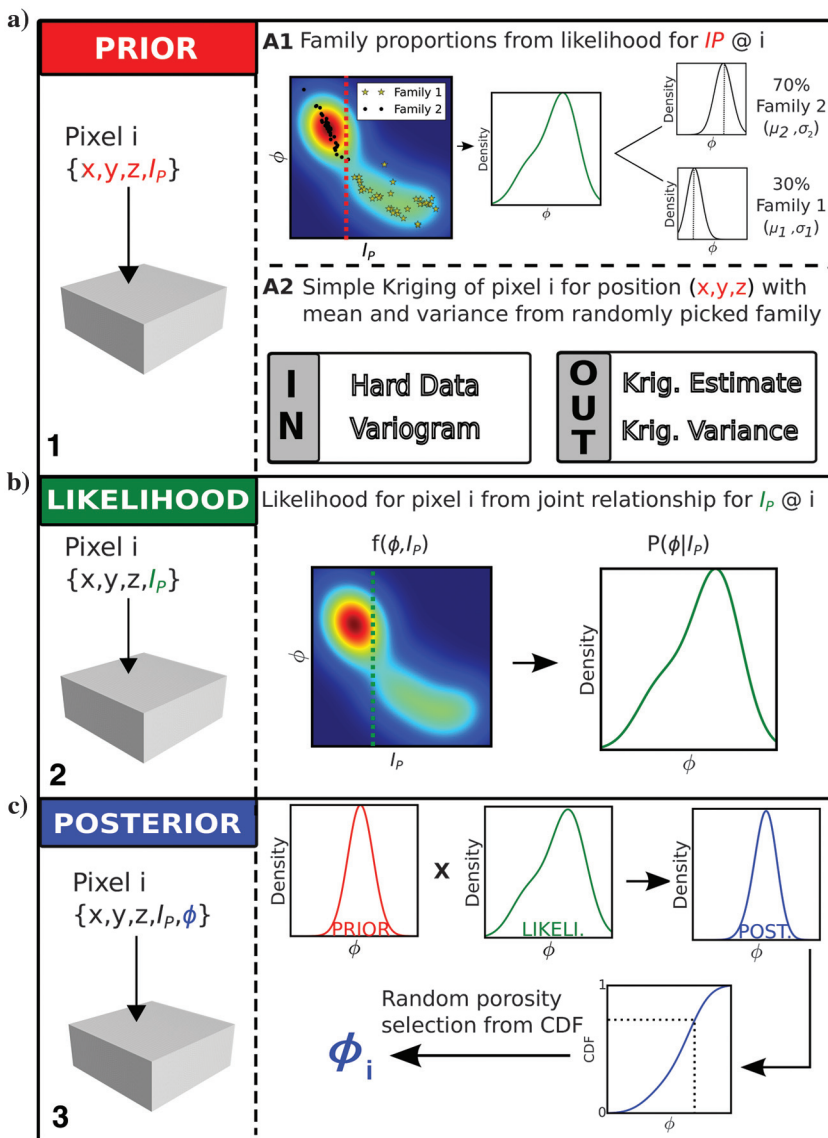 a)
PRIOR
Pixel i
{x,y,z,IP}
1
A1 Family proportions from likelihood for IP @ i
Family 1
Family 2
ϕ
IP
Density
ϕ
Density
ϕ
70%
Family 2
(μ2 ,σ2)
Density
ϕ
30%
Family 1
(μ1 ,σ1)
A2 Simple Kriging of pixel i for position (x,y,z) with
mean and variance from randomly picked family
IN
Hard Data
Variogram
OUT
Krig. Estimate
Krig. Variance
b)
LIKELIHOOD
Pixel i
{x,y,z,IP}
2
Likelihood for pixel i from joint relationship for IP @ i
f(ϕ,IP)
ϕ
IP
P(ϕ|IP)
Density
ϕ
c)
POSTERIOR
Pixel i
{x,y,z,IP,ϕ}
3
Density
PRIOR
ϕ
X
Density
LIKELI.
ϕ
Density
POST.
ϕ
Random porosity
selection from CDF
ϕi
1
CDF
0
ϕ